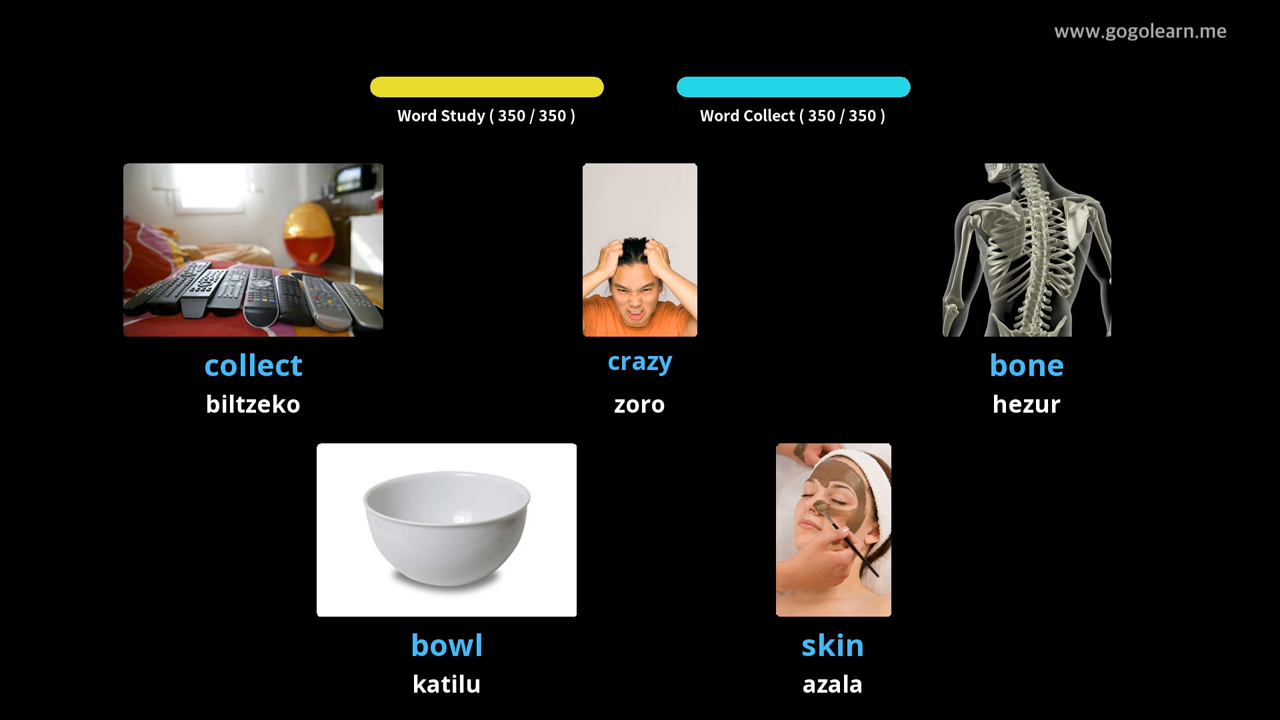 www.gogolearn.me
Word Study ( 350 / 350 )
Word Collect ( 350 / 350 )
collect
biltzeko
crazy
zoro
bone
hezur
bowl
katilu
skin
azala